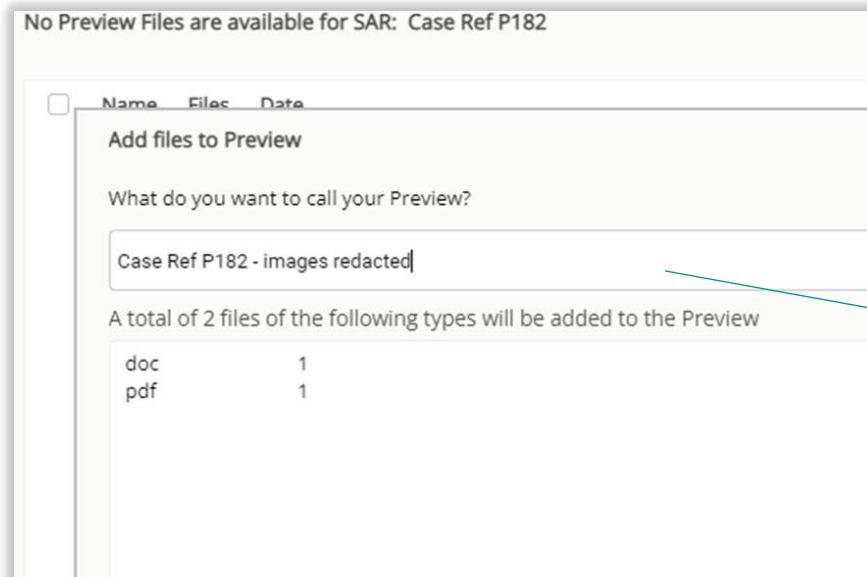 No Preview Files are available for SAR: Case Ref P182
Name Files Date
Add files to Preview
What do you want to call your Preview?
Case Ref P182 - images redacted
A total of 2 files of the following types will be added to the Preview
doc 1
pdf 1